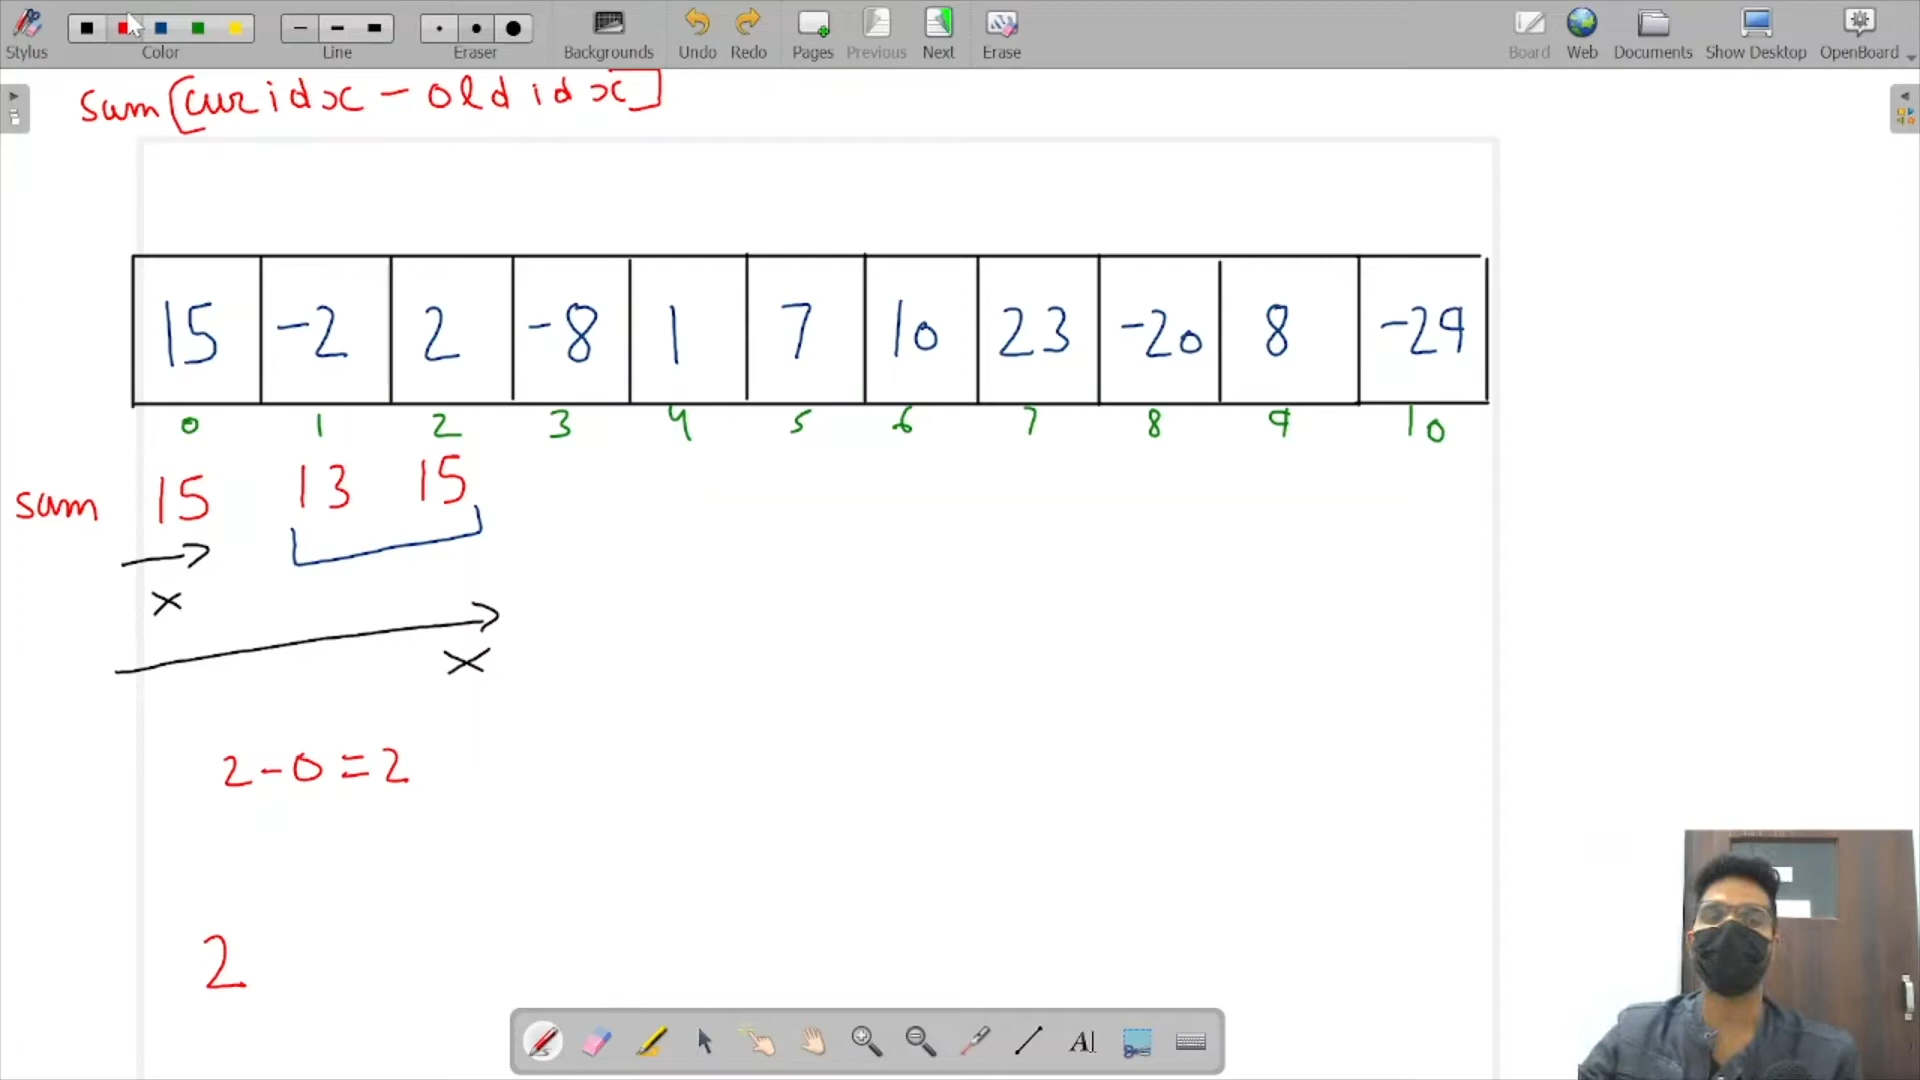 Stylus Color Line Eraser Backgrounds Undo Redo Pages Previous Next Erase Board Web Documents Show Desktop OpenBoard
sum[curidx - oldidx]
15 -2 2 -8 1 7 10 23 -20 8 -29
0 1 2 3 4 5 6 7 8 9 10
sum 15 13 15
x
x
2-0=2
2
AI